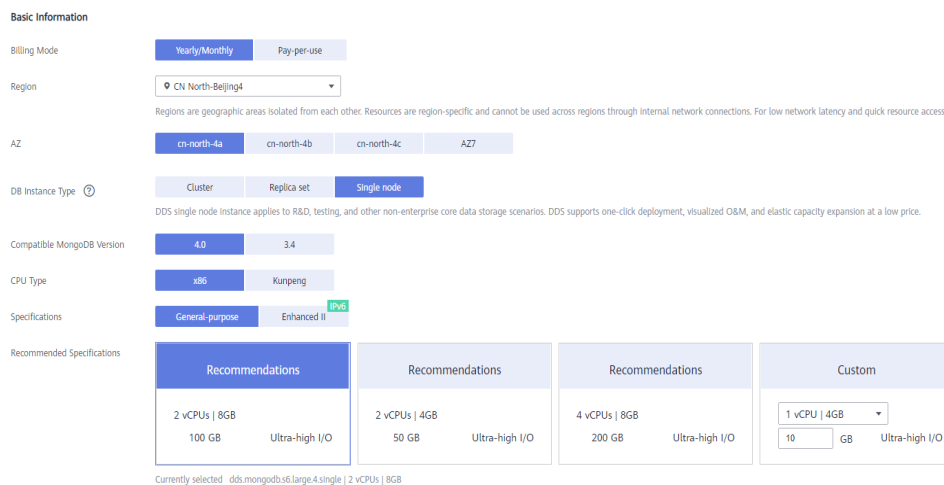 Basic Information
Billing Mode
Yearly/Monthly
Pay-per-use
Region
CN North-Beijing4
Regions are geographic areas isolated from each other. Resources are region-specific and cannot be used across regions through internal network connections. For low network latency and quick resource access
AZ
cn-north-4a
cn-north-4b
cn-north-4c
AZ7
DB Instance Type ?
Cluster
Replica set
Single node
DDS single node instance applies to R&D, testing, and other non-enterprise core data storage scenarios. DDS supports one-click deployment, visualized O&M, and elastic capacity expansion at a low price.
Compatible MongoDB Version
4.0
3.4
CPU Type
x86
Kunpeng
Specifications
General-purpose
Enhanced II
IPv6
Recommended Specifications
Recommendations
2 vCPUs | 8GB
100 GB Ultra-high I/O
Recommendations
2 vCPUs | 4GB
50 GB Ultra-high I/O
Recommendations
4 vCPUs | 8GB
200 GB Ultra-high I/O
Custom
1 vCPU | 4GB
10 GB Ultra-high I/O
Currently selected dds.mongodb.s6.large.4.single | 2 vCPUs | 8GB